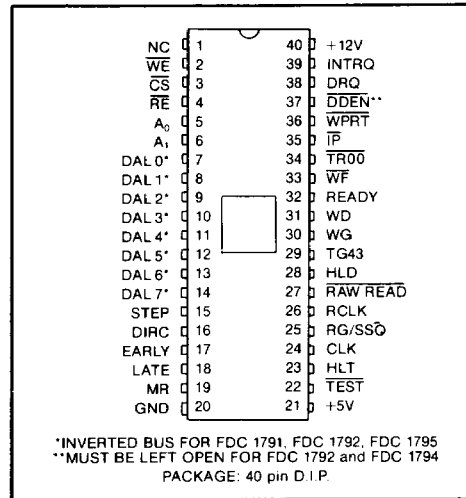 NC 1 40 +12V
WE 2 39 INTRQ
CS 3 38 DRQ
RE 4 37 DDEN**
A₀ 5 36 WPRT
A₁ 6 35 IP
DAL 0* 7 34 TR00
DAL 1* 8 33 WF
DAL 2* 9 32 READY
DAL 3* 10 31 WD
DAL 4* 11 30 WG
DAL 5* 12 29 TG43
DAL 6* 13 28 HLD
DAL 7* 14 27 RAW READ
STEP 15 26 RCLK
DIRC 16 25 RG/SSO
EARLY 17 24 CLK
LATE 18 23 HLT
MR 19 22 TEST
GND 20 21 +5V
*INVERTED BUS FOR FDC 1791, FDC 1792, FDC 1795
**MUST BE LEFT OPEN FOR FDC 1792 and FDC 1794
PACKAGE: 40 pin D.I.P.